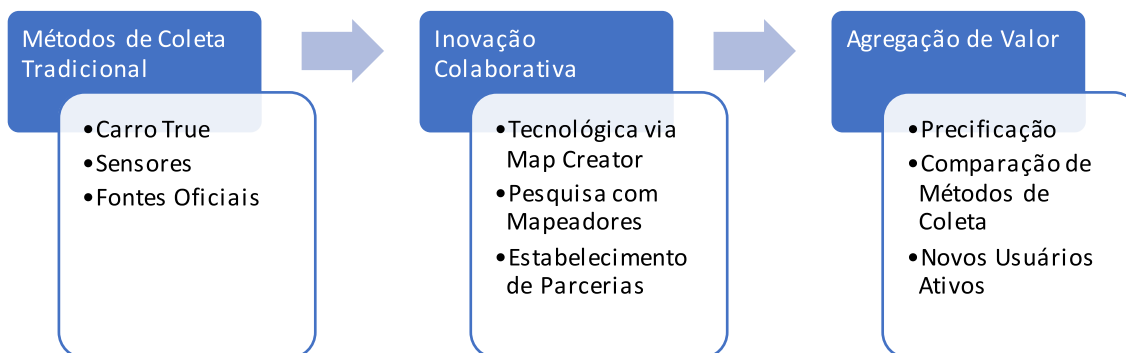 Métodos de Coleta
Tradicional
•Carro True
•Sensores
•Fontes Oficiais
Inovação
Colaborativa
•Tecnológica via
Map Creator
•Pesquisa com
Mapeadores
•Estabelecimento
de Parcerias
Agregação de Valor
•Precificação
•Comparação de
Métodos de
Coleta
•Novos Usuários
Ativos